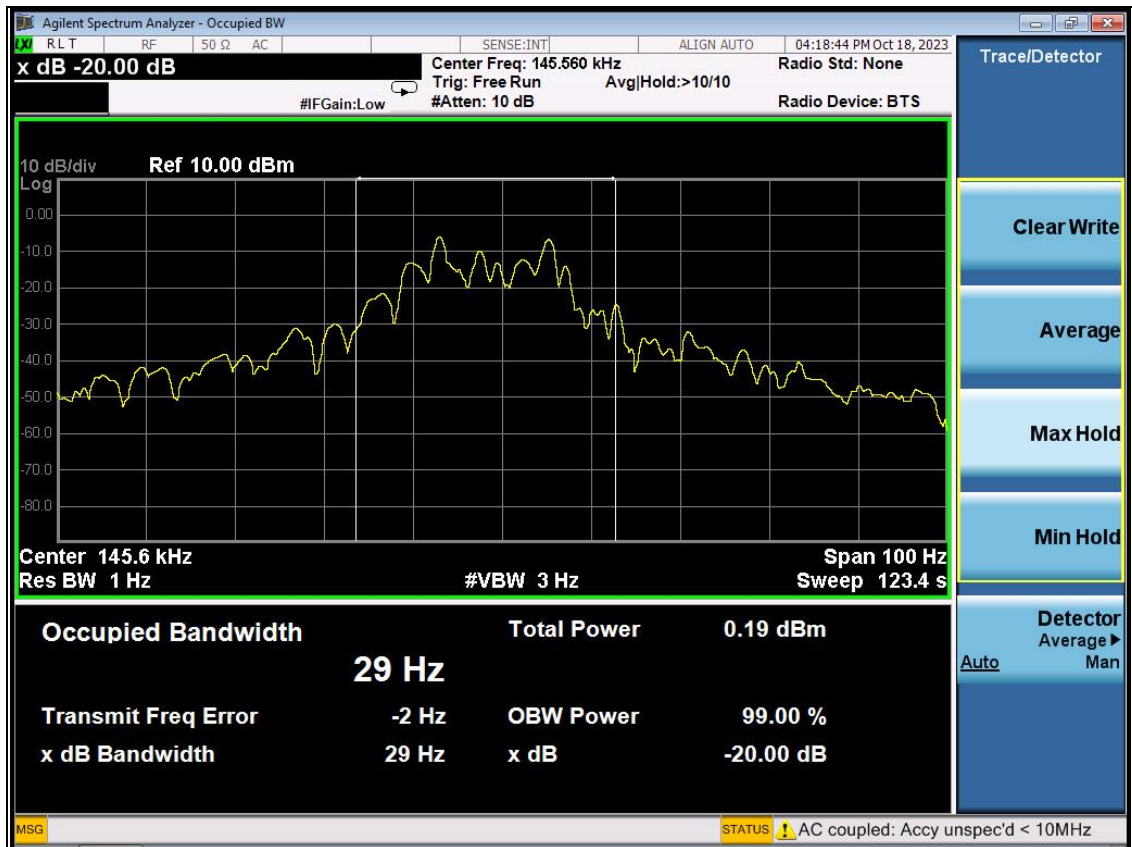 Agilent Spectrum Analyzer - Occupied BW
LXI RLT RF 50 Ω AC SENSE:INT ALIGN AUTO 04:18:44 PM Oct 18, 2023
x dB -20.00 dB Center Freq: 145.560 kHz Radio Std: None
Trig: Free Run Avg|Hold:>10/10
#IFGain:Low #Atten: 10 dB Radio Device: BTS
10 dB/div Ref 10.00 dBm
Log
0.00
-10.0
-20.0
-30.0
-40.0
-50.0
-60.0
-70.0
-80.0
Center 145.6 kHz Span 100 Hz
Res BW 1 Hz #VBW 3 Hz Sweep 123.4 s
Occupied Bandwidth Total Power 0.19 dBm
29 Hz
Transmit Freq Error -2 Hz OBW Power 99.00 %
x dB Bandwidth 29 Hz x dB -20.00 dB
Trace/Detector
Clear Write
Average
Max Hold
Min Hold
Detector
Average▶
Auto Man
MSG STATUS AC coupled: Accy unspec'd < 10MHz